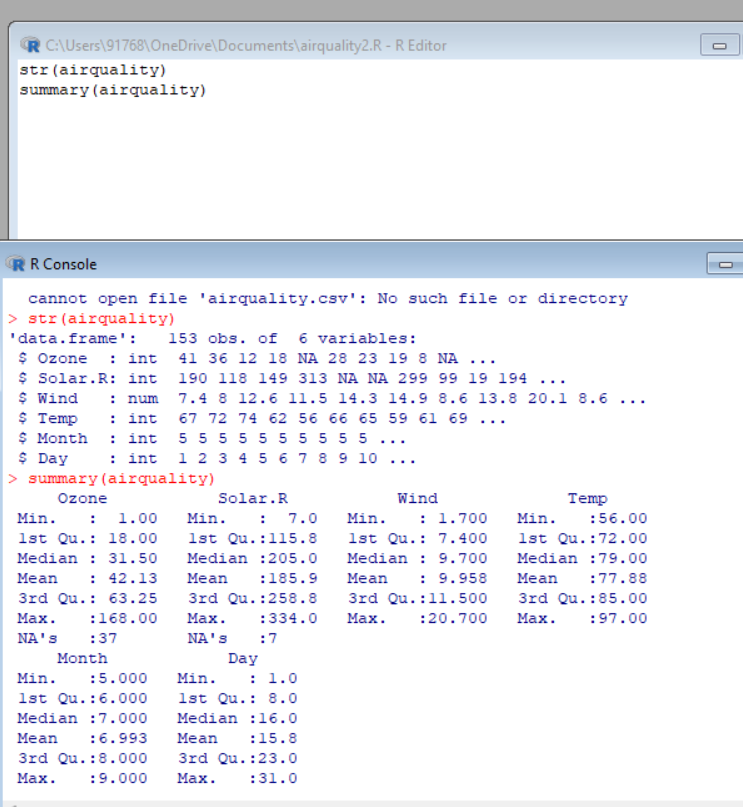 C:\Users\91768\OneDrive\Documents\airquality2.R - R Editor
str(airquality)
summary(airquality)
R Console
cannot open file 'airquality.csv': No such file or directory
> str(airquality)
'data.frame':   153 obs. of  6 variables:
 $ Ozone  : int  41 36 12 18 NA 28 23 19 8 NA ...
 $ Solar.R: int  190 118 149 313 NA NA 299 99 19 194 ...
 $ Wind   : num  7.4 8 12.6 11.5 14.3 14.9 8.6 13.8 20.1 8.6 ...
 $ Temp   : int  67 72 74 62 56 66 65 59 61 69 ...
 $ Month  : int  5 5 5 5 5 5 5 5 5 5 ...
 $ Day    : int  1 2 3 4 5 6 7 8 9 10 ...
> summary(airquality)
     Ozone           Solar.R           Wind             Temp
 Min.   :  1.00   Min.   :  7.0   Min.   : 1.700   Min.   :56.00
 1st Qu.: 18.00   1st Qu.:115.8   1st Qu.: 7.400   1st Qu.:72.00
 Median : 31.50   Median :205.0   Median : 9.700   Median :79.00
 Mean   : 42.13   Mean   :185.9   Mean   : 9.958   Mean   :77.88
 3rd Qu.: 63.25   3rd Qu.:258.8   3rd Qu.:11.500   3rd Qu.:85.00
 Max.   :168.00   Max.   :334.0   Max.   :20.700   Max.   :97.00
 NA's   :37       NA's   :7
     Month            Day
 Min.   :5.000   Min.   : 1.0
 1st Qu.:6.000   1st Qu.: 8.0
 Median :7.000   Median :16.0
 Mean   :6.993   Mean   :15.8
 3rd Qu.:8.000   3rd Qu.:23.0
 Max.   :9.000   Max.   :31.0